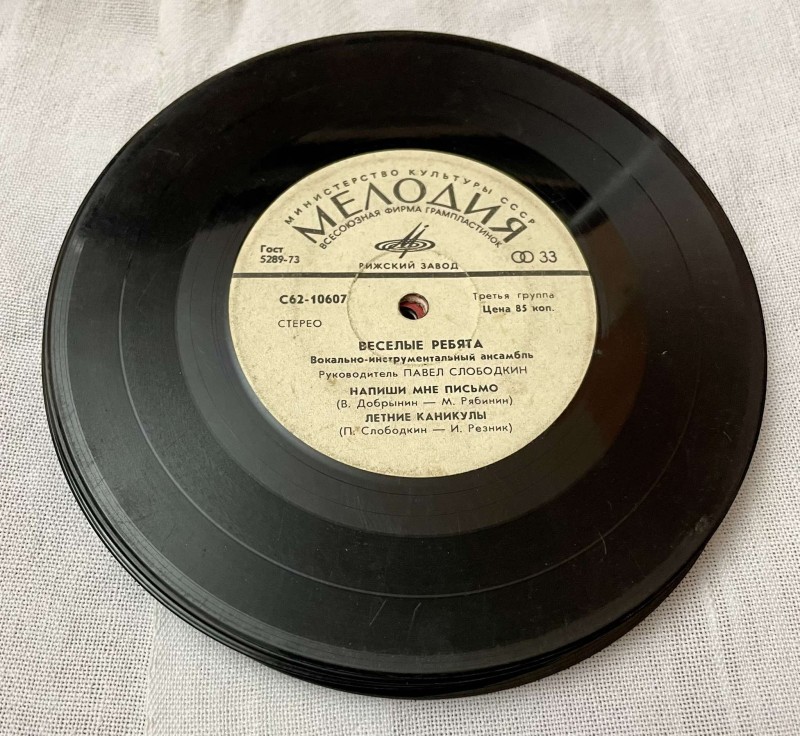 МИНИСТЕРСТВО КУЛЬТУРЫ СССР
МЕЛОДИЯ
ВСЕСОЮЗНАЯ ФИРМА ГРАМПЛАСТИНОК
Гост
5289-73
33
РИЖСКИЙ ЗАВОД
С62-10607
Третья группа
Цена 85 коп.
СТЕРЕО
ВЕСЕЛЫЕ РЕБЯТА
Вокально-инструментальный ансамбль
Руководитель ПАВЕЛ СЛОБОДКИН
НАПИШИ МНЕ ПИСЬМО
(В. Добрынин — М. Рябинин)
ЛЕТНИЕ КАНИКУЛЫ
(П. Слободкин — И. Резник)